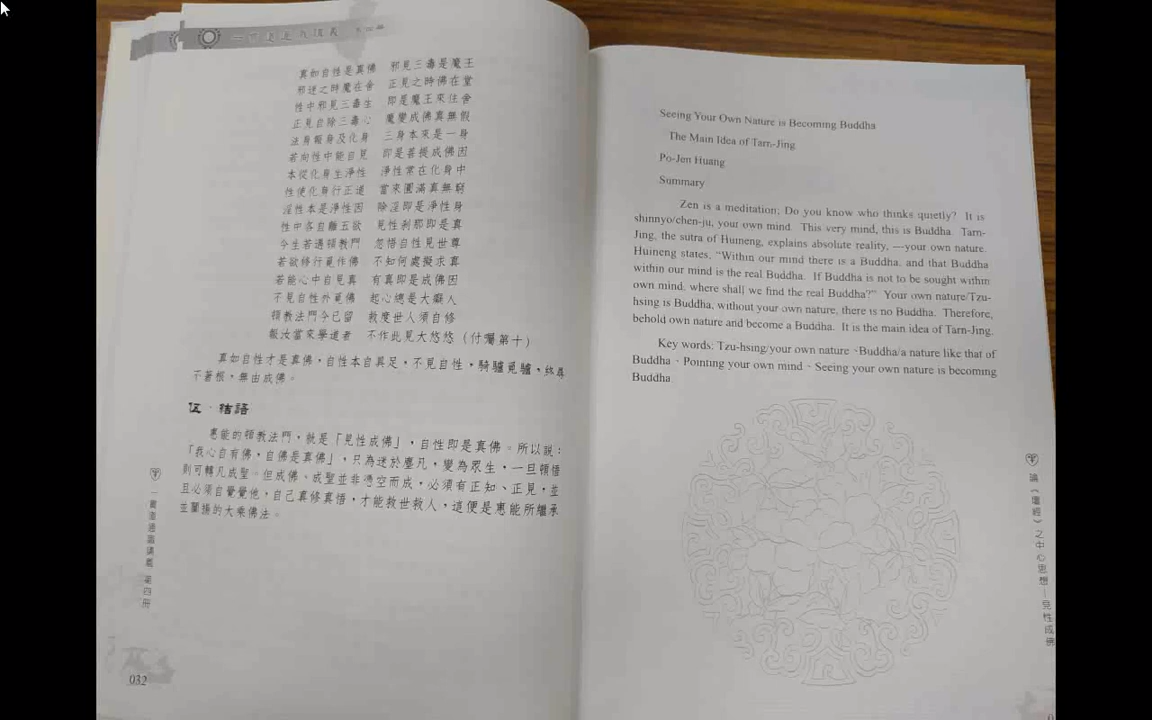 真如自性是真佛　邪見三毒是魔王
邪迷之時魔在舍　正見之時佛在堂
性中邪見三毒生　即是魔王來住舍
正見自除三毒心　魔變成佛真無假
法身報身及化身　三身本來是一身
若向性中能自見　即是菩提成佛因
本從化身生淨性　淨性常在化身中
性使化身行正道　當來圓滿真無窮
淫性本是淨性因　除淫即是淨性身
性中各自離五欲　見性剎那即是真
今生若遇頓教門　忽悟自性見世尊
若欲修行覓作佛　不知何處擬求真
若能心中自見真　有真即是成佛因
不見自性外覓佛　起心總是大癡人
頓教法門今已留　救度世人須自修
報汝當來學道者　不作此見大悠悠（付囑第十）
真如自性才是真佛，自性本自具足，不見自性，騎驢覓驢，終尋
不著根，無由成佛。
伍、結語
惠能的頓教法門，就是「見性成佛」，自性即是真佛。所以說：
「我心自有佛，自佛是真佛」，只為迷於塵凡，變為眾生，一旦頓悟
則可轉凡成聖。但成佛、成聖並非憑空而成，必須有正知、正見，並
且必須自覺覺他，自己真修真悟，才能救世救人，這便是惠能所繼承
並闡揚的大乘佛法。
一貫道道義講義 第四冊
032
Seeing Your Own Nature is Becoming Buddha
The Main Idea of Tarn-Jing
Po-Jen Huang
Summary
Zen is a meditation; Do you know who thinks quietly? It is
shinnyo/chen-ju, your own mind. This very mind, this is Buddha. Tarn-
Jing, the sutra of Huineng, explains absolute reality, —your own nature.
Huineng states, “Within our mind there is a Buddha, and that Buddha
within our mind is the real Buddha. If Buddha is not to be sought within
own mind, where shall we find the real Buddha?” Your own nature/Tzu-
hsing is Buddha, without your own nature, there is no Buddha. Therefore,
behold own nature and become a Buddha. It is the main idea of Tarn-Jing.
Key words: Tzu-hsing/your own nature、Buddha/a nature like that of
Buddha、Pointing your own mind、Seeing your own nature is becoming
Buddha
論《壇經》之中心思想—見性成佛